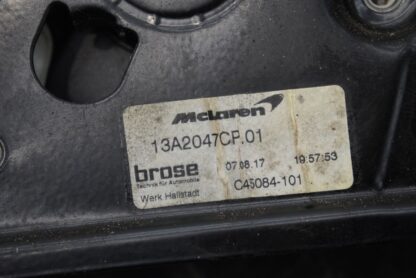 McLaren
13A2047CP.01
brose
Technik für Automobile
07.08.17 19:57:53
Werk Hallstadt
C45084-101